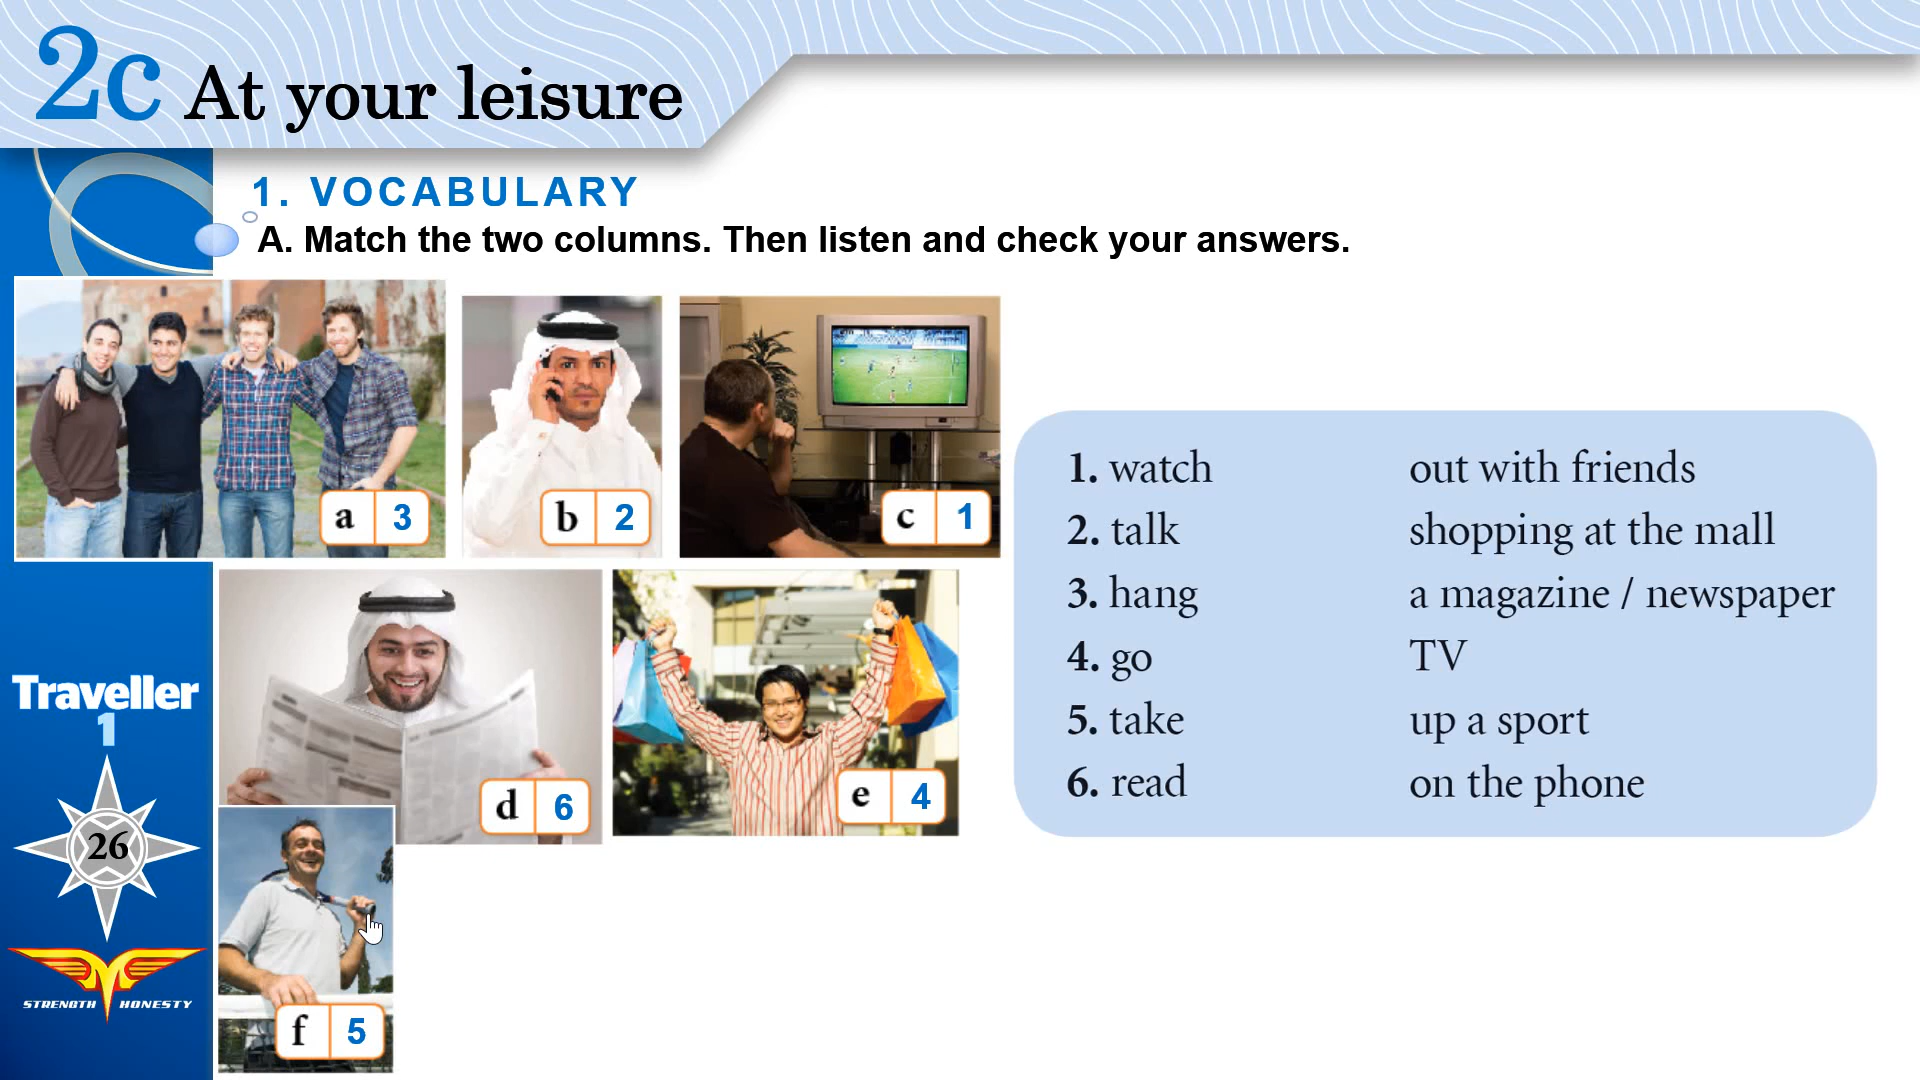 2c At your leisure
1. VOCABULARY
A. Match the two columns. Then listen and check your answers.
a 3
b 2
c 1
d 6
e 4
f 5
1. watch out with friends
2. talk shopping at the mall
3. hang a magazine / newspaper
4. go TV
5. take up a sport
6. read on the phone
Traveller
1
26
STRENGTH HONESTY